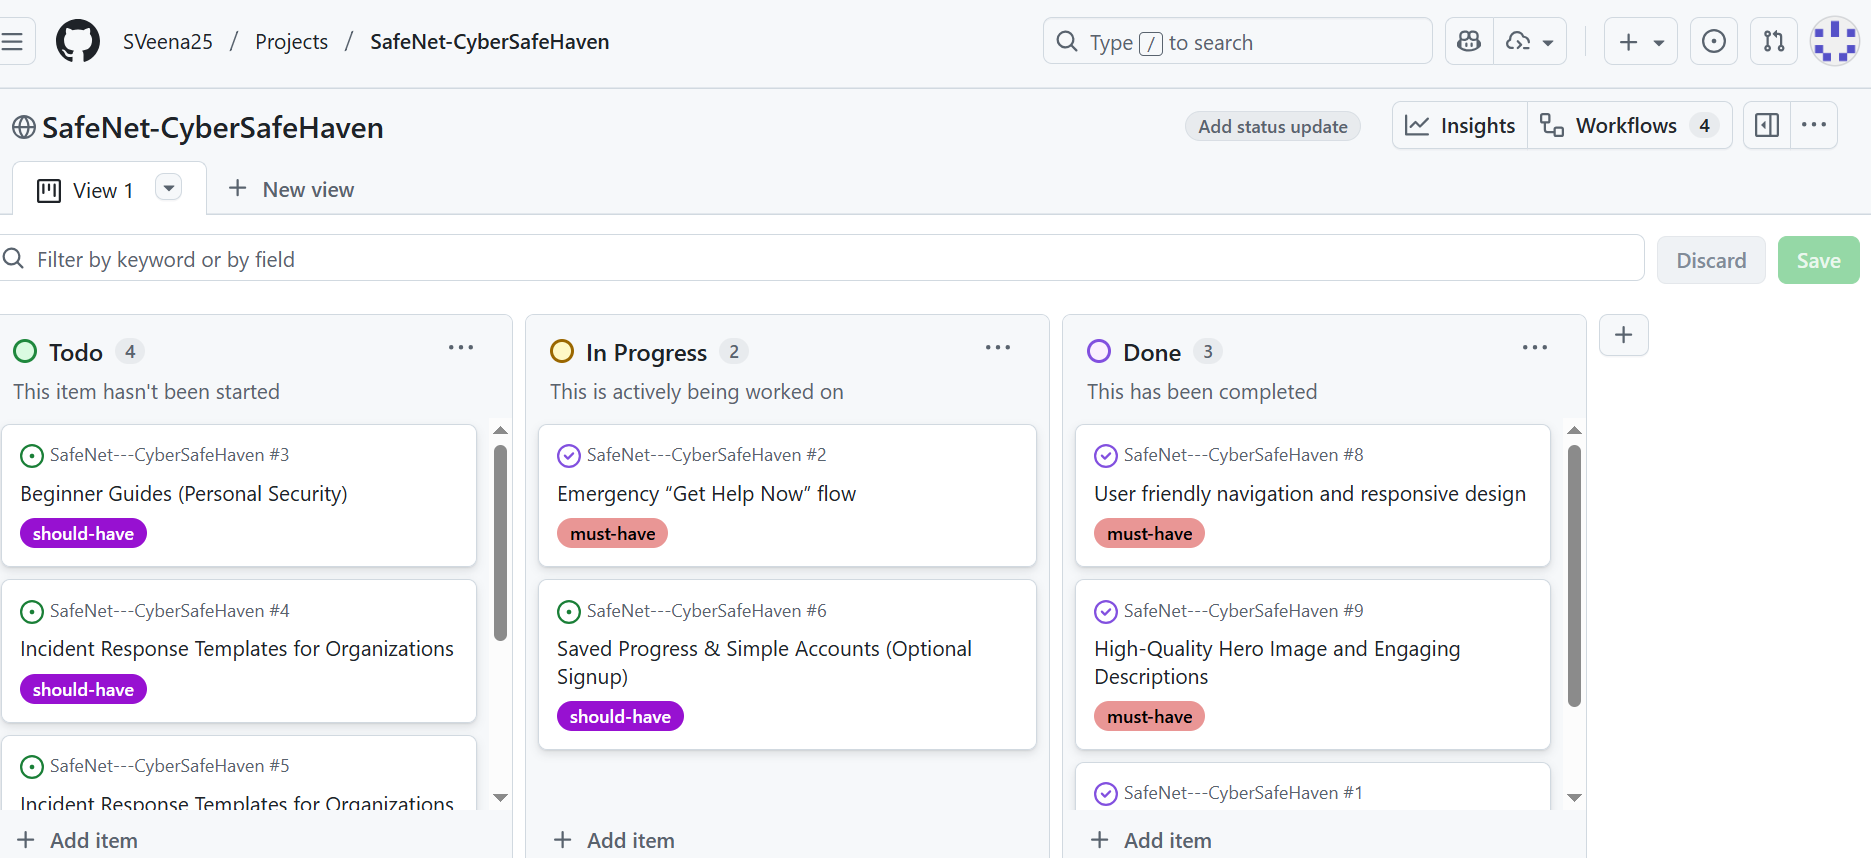 SVeena25 / Projects / SafeNet-CyberSafeHaven
Type / to search
SafeNet-CyberSafeHaven
Add status update
Insights
Workflows 4
View 1
New view
Filter by keyword or by field
Discard
Save
Todo 4
This item hasn't been started
SafeNet---CyberSafeHaven #3
Beginner Guides (Personal Security)
should-have
SafeNet---CyberSafeHaven #4
Incident Response Templates for Organizations
should-have
SafeNet---CyberSafeHaven #5
Incident Response Templates for Organizations
Add item
In Progress 2
This is actively being worked on
SafeNet---CyberSafeHaven #2
Emergency “Get Help Now” flow
must-have
SafeNet---CyberSafeHaven #6
Saved Progress & Simple Accounts (Optional
Signup)
should-have
Add item
Done 3
This has been completed
SafeNet---CyberSafeHaven #8
User friendly navigation and responsive design
must-have
SafeNet---CyberSafeHaven #9
High-Quality Hero Image and Engaging
Descriptions
must-have
SafeNet---CyberSafeHaven #1
Add item